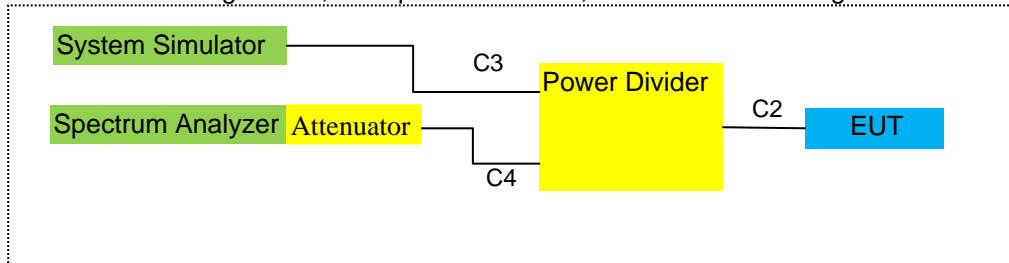 System Simulator
C3
Power Divider
C2
Spectrum Analyzer
Attenuator
EUT
C4